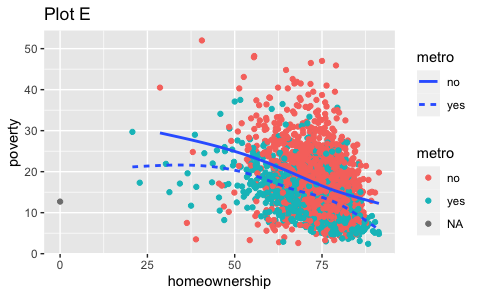 Plot E
50
40
30
20
10
0
poverty
0 25 50 75
homeownership
metro
no
yes
metro
no
yes
NA